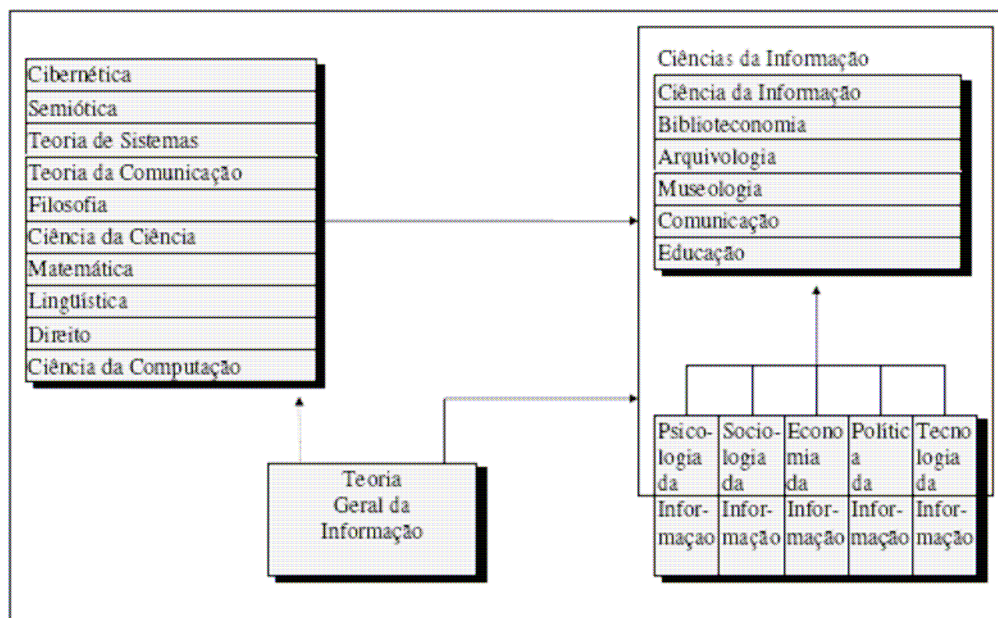 Cibernética
Semiótica
Teoria de Sistemas
Teoria da Comunicação
Filosofia
Ciência da Ciência
Matemática
Lingüística
Direito
Ciência da Computação
Ciências da Informação
Ciência da Informação
Biblioteconomia
Arquivologia
Museologia
Comunicação
Educação
Teoria
Geral da
Informação
Psico-
logia
da
Infor-
mação
Socio-
logia
da
Infor-
mação
Econo
mia
da
Infor-
mação
Polític
a
da
Infor-
mação
Tecno
logia
da
Infor-
mação